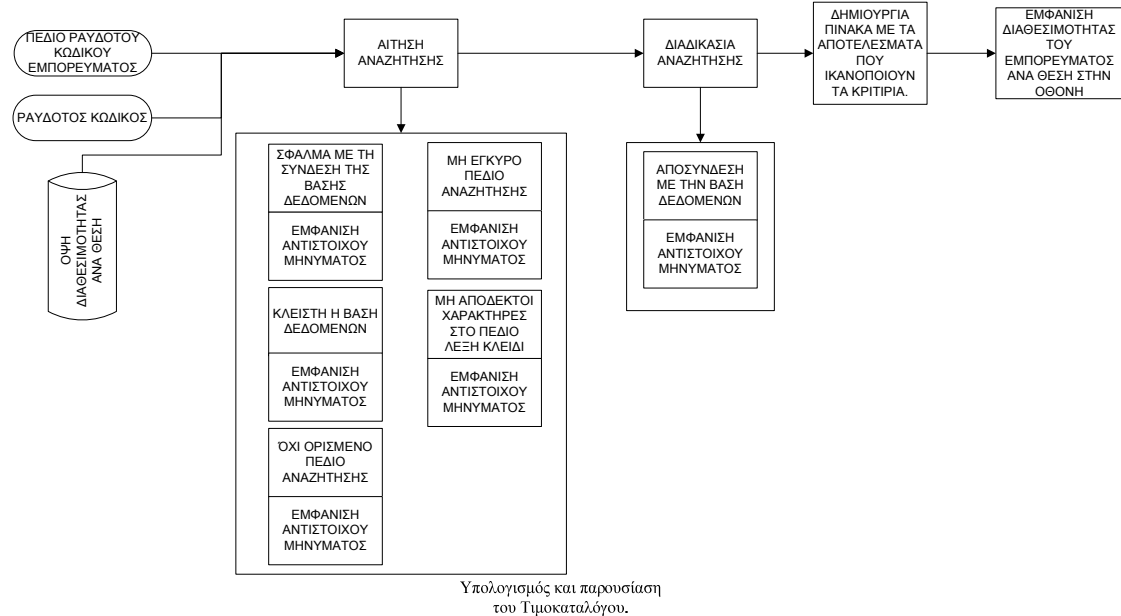 ΠΕΔΙΟ ΡΑΥΔΟΤΟΥ
ΚΩΔΙΚΟΥ
ΕΜΠΟΡΕΥΜΑΤΟΣ
ΡΑΥΔΟΤΟΣ ΚΩΔΙΚΟΣ
ΟΨΗ
ΔΙΑΘΕΣΙΜΟΤΗΤΑΣ
ΑΝΑ ΘΕΣΗ
ΑΙΤΗΣΗ
ΑΝΑΖΗΤΗΣΗΣ
ΔΙΑΔΙΚΑΣΙΑ
ΑΝΑΖΗΤΗΣΗΣ
ΔΗΜΙΟΥΡΓΙΑ
ΠΙΝΑΚΑ ΜΕ ΤΑ
ΑΠΟΤΕΛΕΣΜΑΤΑ
ΠΟΥ
ΙΚΑΝΟΠΟΙΟΥΝ
ΤΑ ΚΡΙΤΙΡΙΑ.
ΕΜΦΑΝΙΣΗ
ΔΙΑΘΕΣΙΜΟΤΗΤΑΣ
ΤΟΥ
ΕΜΠΟΡΕΥΜΑΤΟΣ
ΑΝΑ ΘΕΣΗ ΣΤΗΝ
ΟΘΟΝΗ
ΣΦΑΛΜΑ ΜΕ ΤΗ
ΣΥΝΔΕΣΗ ΤΗΣ
ΒΑΣΗΣ
ΔΕΔΟΜΕΝΩΝ
ΕΜΦΑΝΙΣΗ
ΑΝΤΙΣΤΟΙΧΟΥ
ΜΗΝΥΜΑΤΟΣ
ΚΛΕΙΣΤΗ Η ΒΑΣΗ
ΔΕΔΟΜΕΝΩΝ
ΕΜΦΑΝΙΣΗ
ΑΝΤΙΣΤΟΙΧΟΥ
ΜΗΝΥΜΑΤΟΣ
ΌΧΙ ΟΡΙΣΜΕΝΟ
ΠΕΔΙΟ
ΑΝΑΖΗΤΗΣΗΣ
ΕΜΦΑΝΙΣΗ
ΑΝΤΙΣΤΟΙΧΟΥ
ΜΗΝΥΜΑΤΟΣ
ΜΗ ΕΓΚΥΡΟ
ΠΕΔΙΟ
ΑΝΑΖΗΤΗΣΗΣ
ΕΜΦΑΝΙΣΗ
ΑΝΤΙΣΤΟΙΧΟΥ
ΜΗΝΥΜΑΤΟΣ
ΜΗ ΑΠΟΔΕΚΤΟΙ
ΧΑΡΑΚΤΗΡΕΣ
ΣΤΟ ΠΕΔΙΟ
ΛΕΞΗ ΚΛΕΙΔΙ
ΕΜΦΑΝΙΣΗ
ΑΝΤΙΣΤΟΙΧΟΥ
ΜΗΝΥΜΑΤΟΣ
ΑΠΟΣΥΝΔΕΣΗ
ΜΕ ΤΗΝ ΒΑΣΗ
ΔΕΔΟΜΕΝΩΝ
ΕΜΦΑΝΙΣΗ
ΑΝΤΙΣΤΟΙΧΟΥ
ΜΗΝΥΜΑΤΟΣ
Υπολογισμός και παρουσίαση
του Τιμοκαταλόγου.